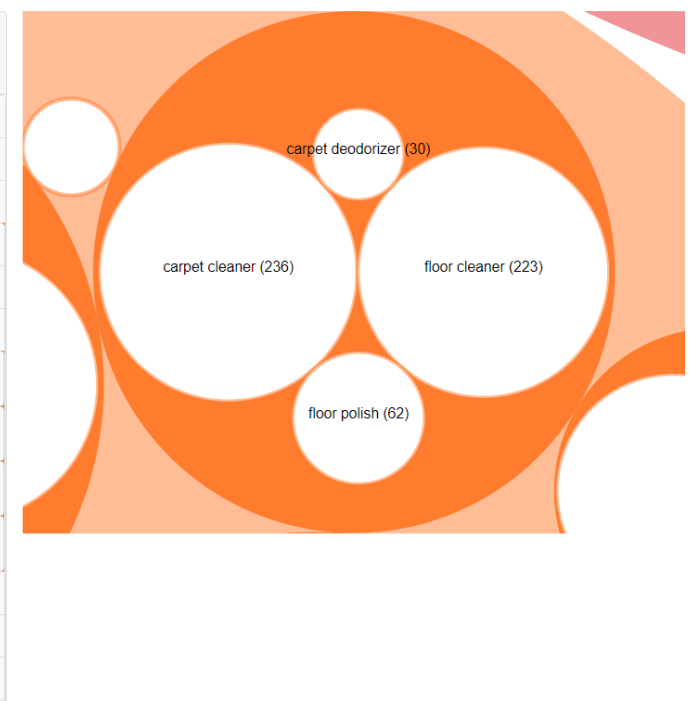 carpet deodorizer (30)
carpet cleaner (236)
floor cleaner (223)
floor polish (62)